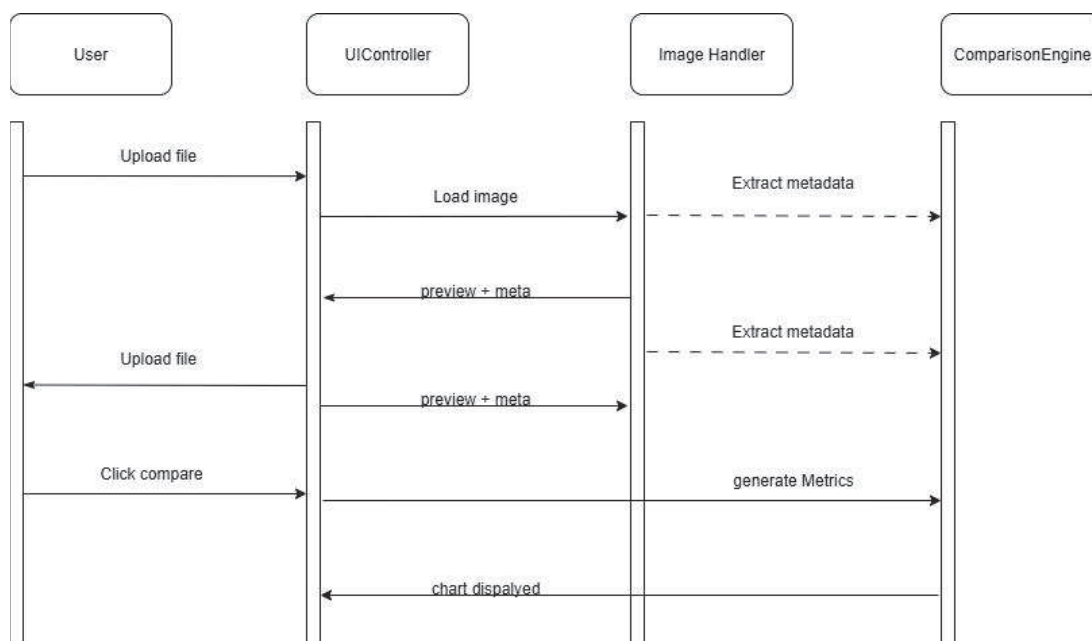 User
UIController
Image Handler
ComparisonEngine
Upload file
Extract metadata
Load image
preview + meta
Extract metadata
Upload file
preview + meta
Click compare
generate Metrics
chart dispalyed